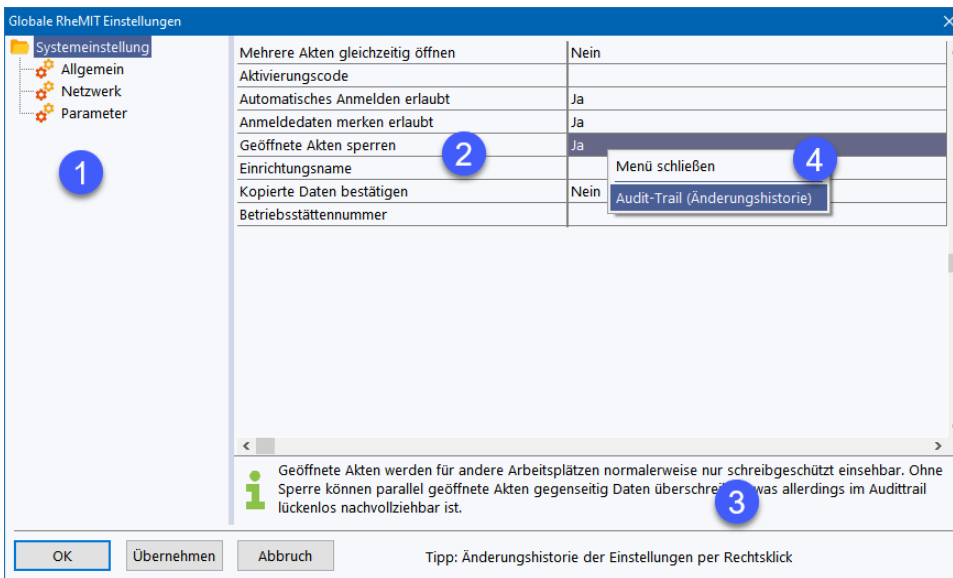 Globale RheMIT Einstellungen
Systemeinstellung
Allgemein
Netzwerk
Parameter
1
Mehrere Akten gleichzeitig öffnen Nein
Aktivierungscode
Automatisches Anmelden erlaubt Ja
Anmeldedaten merken erlaubt Ja
Geöffnete Akten sperren Ja
2
Einrichtungsname
Kopierte Daten bestätigen Nein
Betriebsstättennummer
Menü schließen
4
Audit-Trail (Änderungshistorie)
Geöffnete Akten werden für andere Arbeitsplätzen normalerweise nur schreibgeschützt einsehbar. Ohne
Sperre können parallel geöffnete Akten gegenseitig Daten was allerdings im Audittrail
lückenlos nachvollziehbar ist.
3
OK Übernehmen Abbruch Tipp: Änderungshistorie der Einstellungen per Rechtsklick